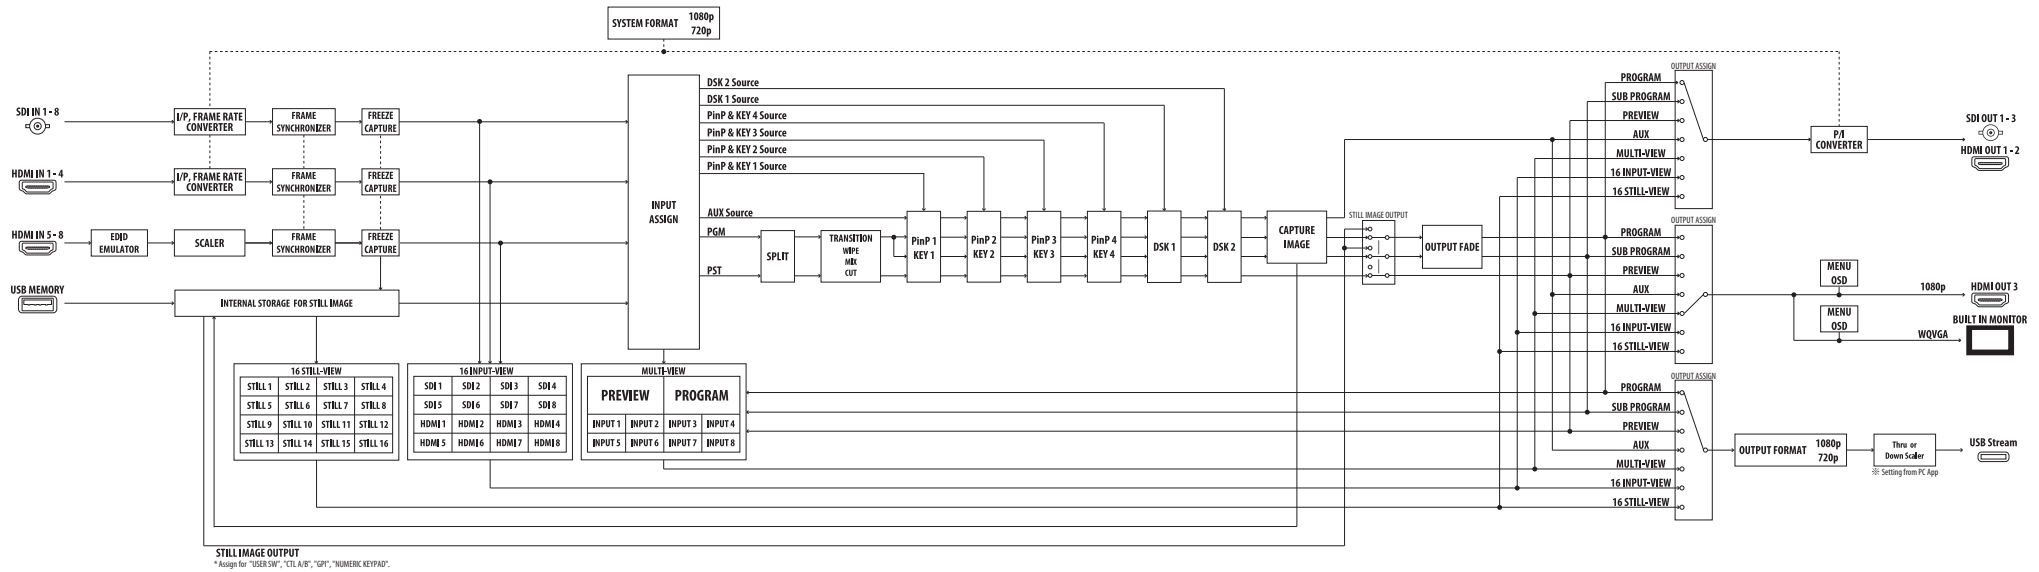 SYSTEM FORMAT 1080p
720p
SDI IN 1 - 8
I/P, FRAME RATE
CONVERTER
FRAME
SYNCHRONIZER
FREEZE
CAPTURE
HDMI IN 1 - 4
I/P, FRAME RATE
CONVERTER
FRAME
SYNCHRONIZER
FREEZE
CAPTURE
HDMI IN 5 - 8
EDID
EMULATOR
SCALER
FRAME
SYNCHRONIZER
FREEZE
CAPTURE
USB MEMORY
INTERNAL STORAGE FOR STILL IMAGE
INPUT
ASSIGN
DSK 2 Source
DSK 1 Source
PinP & KEY 4 Source
PinP & KEY 3 Source
PinP & KEY 2 Source
PinP & KEY 1 Source
AUX Source
PGM
PST
SPLIT
TRANSITION
WIPE
MIX
CUT
PinP 1
KEY 1
PinP 2
KEY 2
PinP 3
KEY 3
PinP 4
KEY 4
DSK 1
DSK 2
CAPTURE
IMAGE
STILL IMAGE OUTPUT
OUTPUT FADE
16 STILL-VIEW
STILL 1 STILL 2 STILL 3 STILL 4
STILL 5 STILL 6 STILL 7 STILL 8
STILL 9 STILL 10 STILL 11 STILL 12
STILL 13 STILL 14 STILL 15 STILL 16
16 INPUT-VIEW
SDI 1 SDI 2 SDI 3 SDI 4
SDI 5 SDI 6 SDI 7 SDI 8
HDMI 1 HDMI 2 HDMI 3 HDMI 4
HDMI 5 HDMI 6 HDMI 7 HDMI 8
MULTI-VIEW
PREVIEW PROGRAM
INPUT 1 INPUT 2 INPUT 3 INPUT 4
INPUT 5 INPUT 6 INPUT 7 INPUT 8
OUTPUT ASSIGN
PROGRAM
SUB PROGRAM
PREVIEW
AUX
MULTI-VIEW
16 INPUT-VIEW
16 STILL-VIEW
P/I
CONVERTER
SDI OUT 1 - 3
HDMI OUT 1 - 2
OUTPUT ASSIGN
PROGRAM
SUB PROGRAM
PREVIEW
AUX
MULTI-VIEW
16 INPUT-VIEW
16 STILL-VIEW
MENU
OSD
1080p
HDMI OUT 3
MENU
OSD
WQVGA
BUILT IN MONITOR
OUTPUT ASSIGN
PROGRAM
SUB PROGRAM
PREVIEW
AUX
MULTI-VIEW
16 INPUT-VIEW
16 STILL-VIEW
OUTPUT FORMAT 1080p
720p
Thru or
Down Scaler
※ Setting from PC App
USB Stream
STILL IMAGE OUTPUT
* Assign for "USER SW", "CTL A/B", "GPI", "NUMERIC KEYPAD".